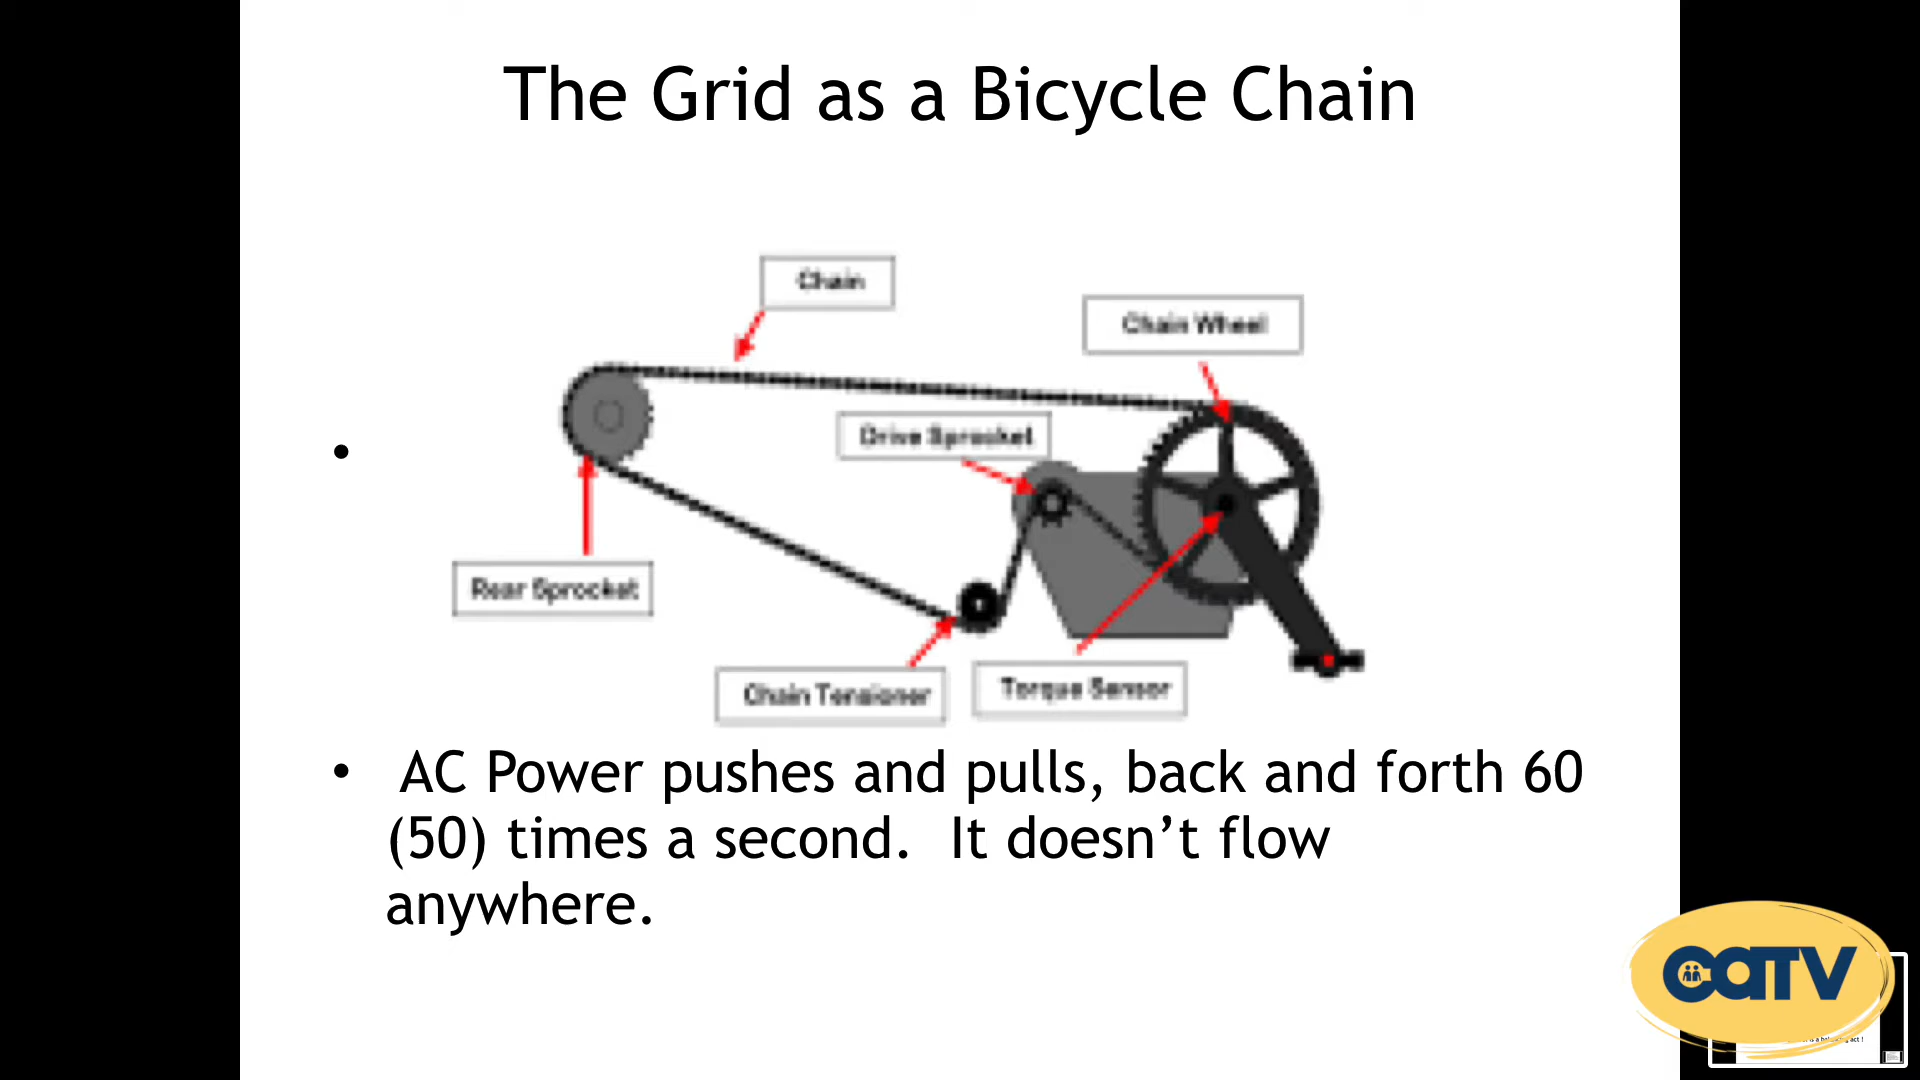 The Grid as a Bicycle Chain
Chain
Chain Wheel
Drive Sprocket
Rear Sprocket
Chain Tensioner
Torque Sensor
• AC Power pushes and pulls, back and forth 60
(50) times a second. It doesn’t flow
anywhere.
catv